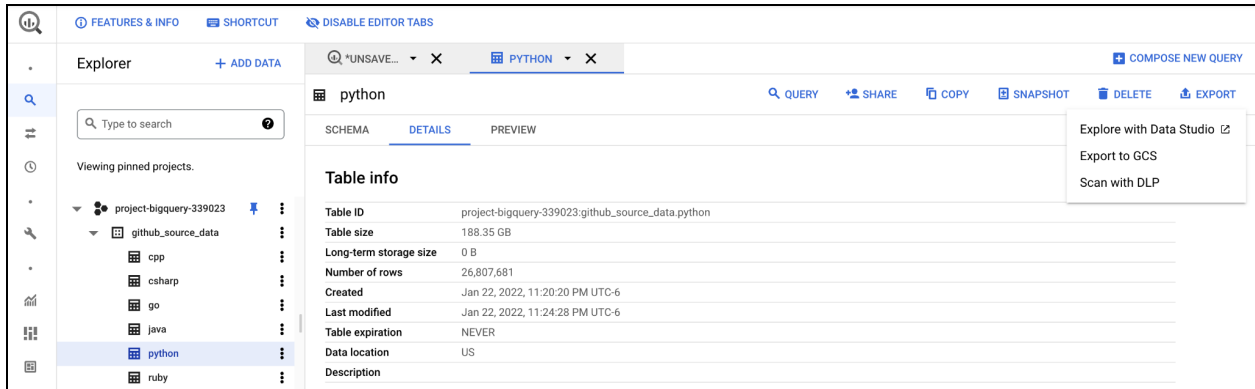 FEATURES & INFO SHORTCUT DISABLE EDITOR TABS
Explorer + ADD DATA
*UNSAVE... PYTHON COMPOSE NEW QUERY
python QUERY SHARE COPY SNAPSHOT DELETE EXPORT
Type to search
SCHEMA DETAILS PREVIEW
Explore with Data Studio
Export to GCS
Scan with DLP
Viewing pinned projects.
project-bigquery-339023
github_source_data
cpp
csharp
go
java
python
ruby
Table info
Table ID project-bigquery-339023:github_source_data.python
Table size 188.35 GB
Long-term storage size 0 B
Number of rows 26,807,681
Created Jan 22, 2022, 11:20:20 PM UTC-6
Last modified Jan 22, 2022, 11:24:28 PM UTC-6
Table expiration NEVER
Data location US
Description